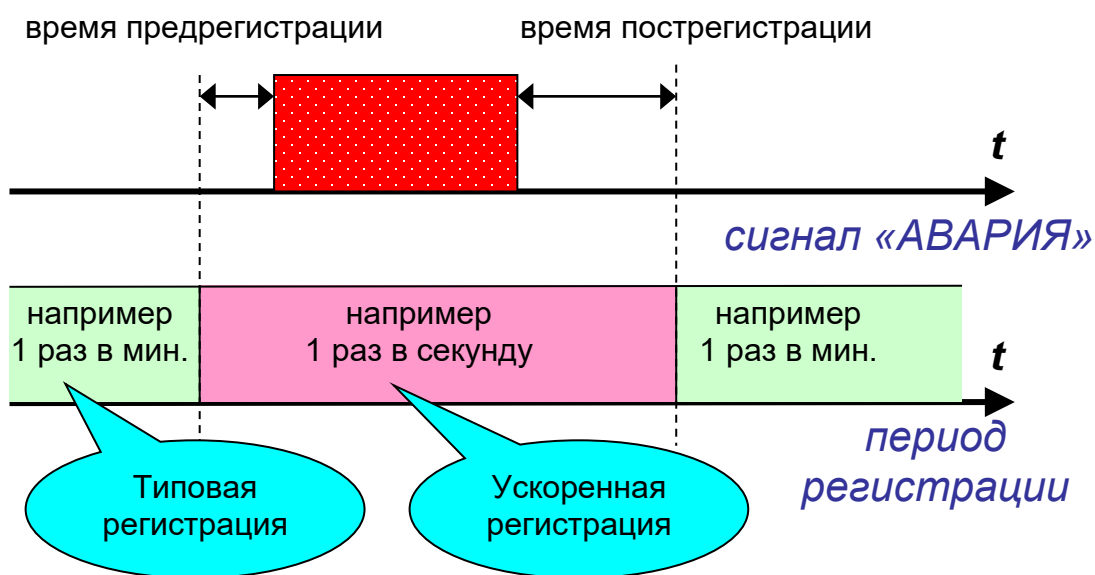 время предрегистрации
время пострегистрации
t
сигнал «АВАРИЯ»
например
1 раз в мин.
например
1 раз в секунду
например
1 раз в мин.
t
период
регистрации
Типовая
регистрация
Ускоренная
регистрация